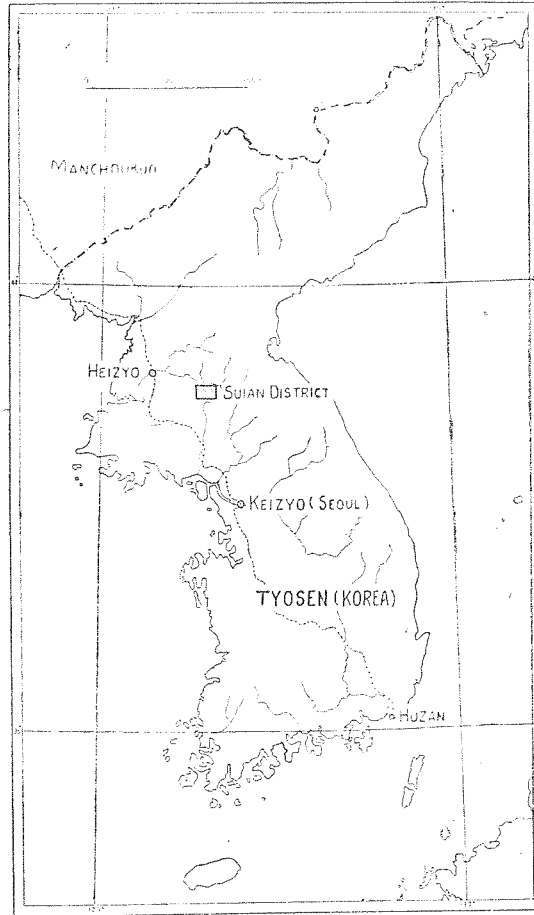 MANCHOUKUO
HEIZYO
SUIAN DISTRICT
KEIZYO (SEOUL)
TYOSEN (KOREA)
HUZAN